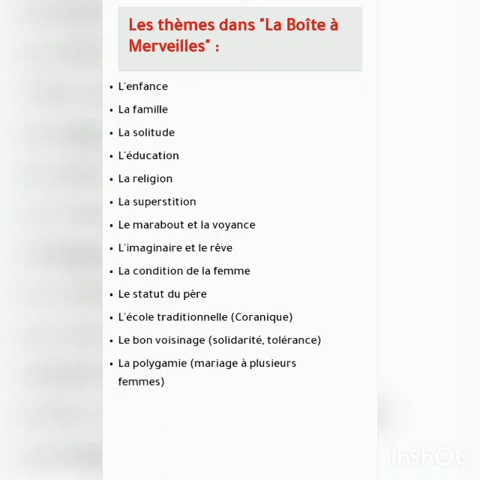 Les thèmes dans "La Boîte à
Merveilles" :
• L'enfance
• La famille
• La solitude
• L'éducation
• La religion
• La superstition
• Le marabout et la voyance
• L'imaginaire et le rêve
• La condition de la femme
• Le statut du père
• L'école traditionnelle (Coranique)
• Le bon voisinage (solidarité, tolérance)
• La polygamie (mariage à plusieurs
femmes)
InShOt